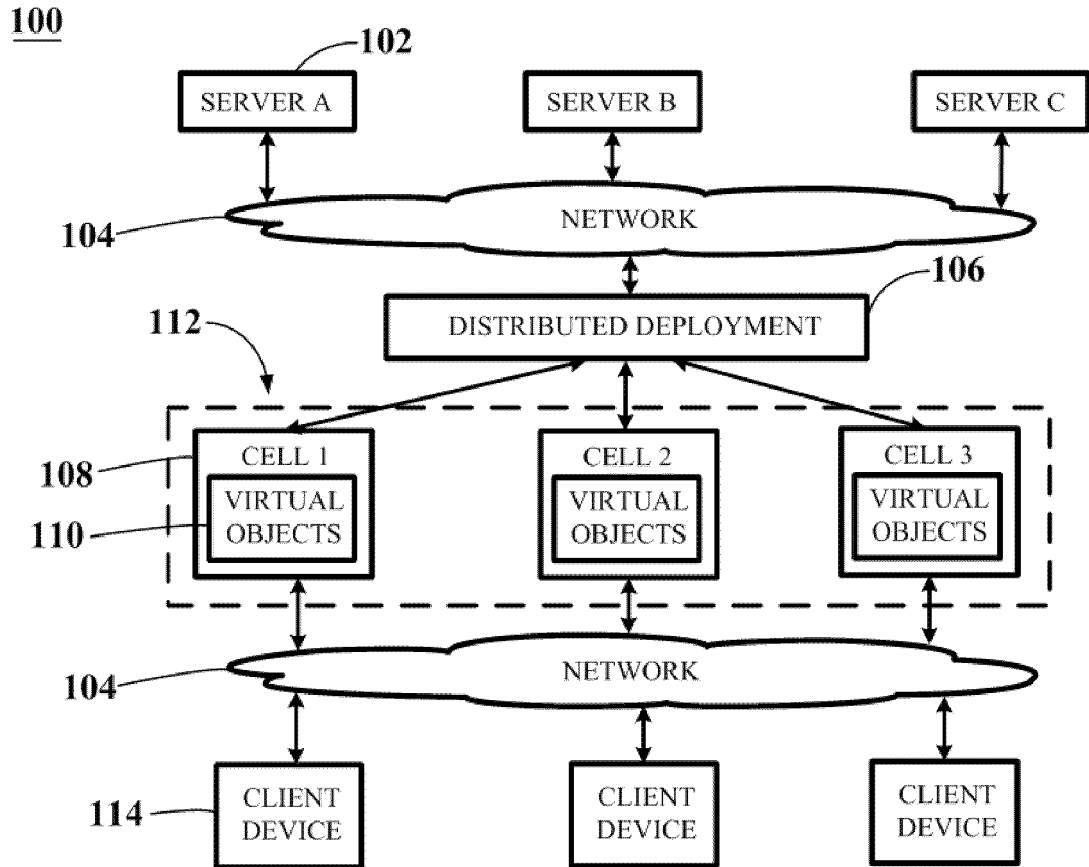 100
102
SERVER A
SERVER B
SERVER C
104
NETWORK
106
DISTRIBUTED DEPLOYMENT
112
108
CELL 1
CELL 2
CELL 3
110
VIRTUAL
OBJECTS
VIRTUAL
OBJECTS
VIRTUAL
OBJECTS
104
NETWORK
114
CLIENT
DEVICE
CLIENT
DEVICE
CLIENT
DEVICE